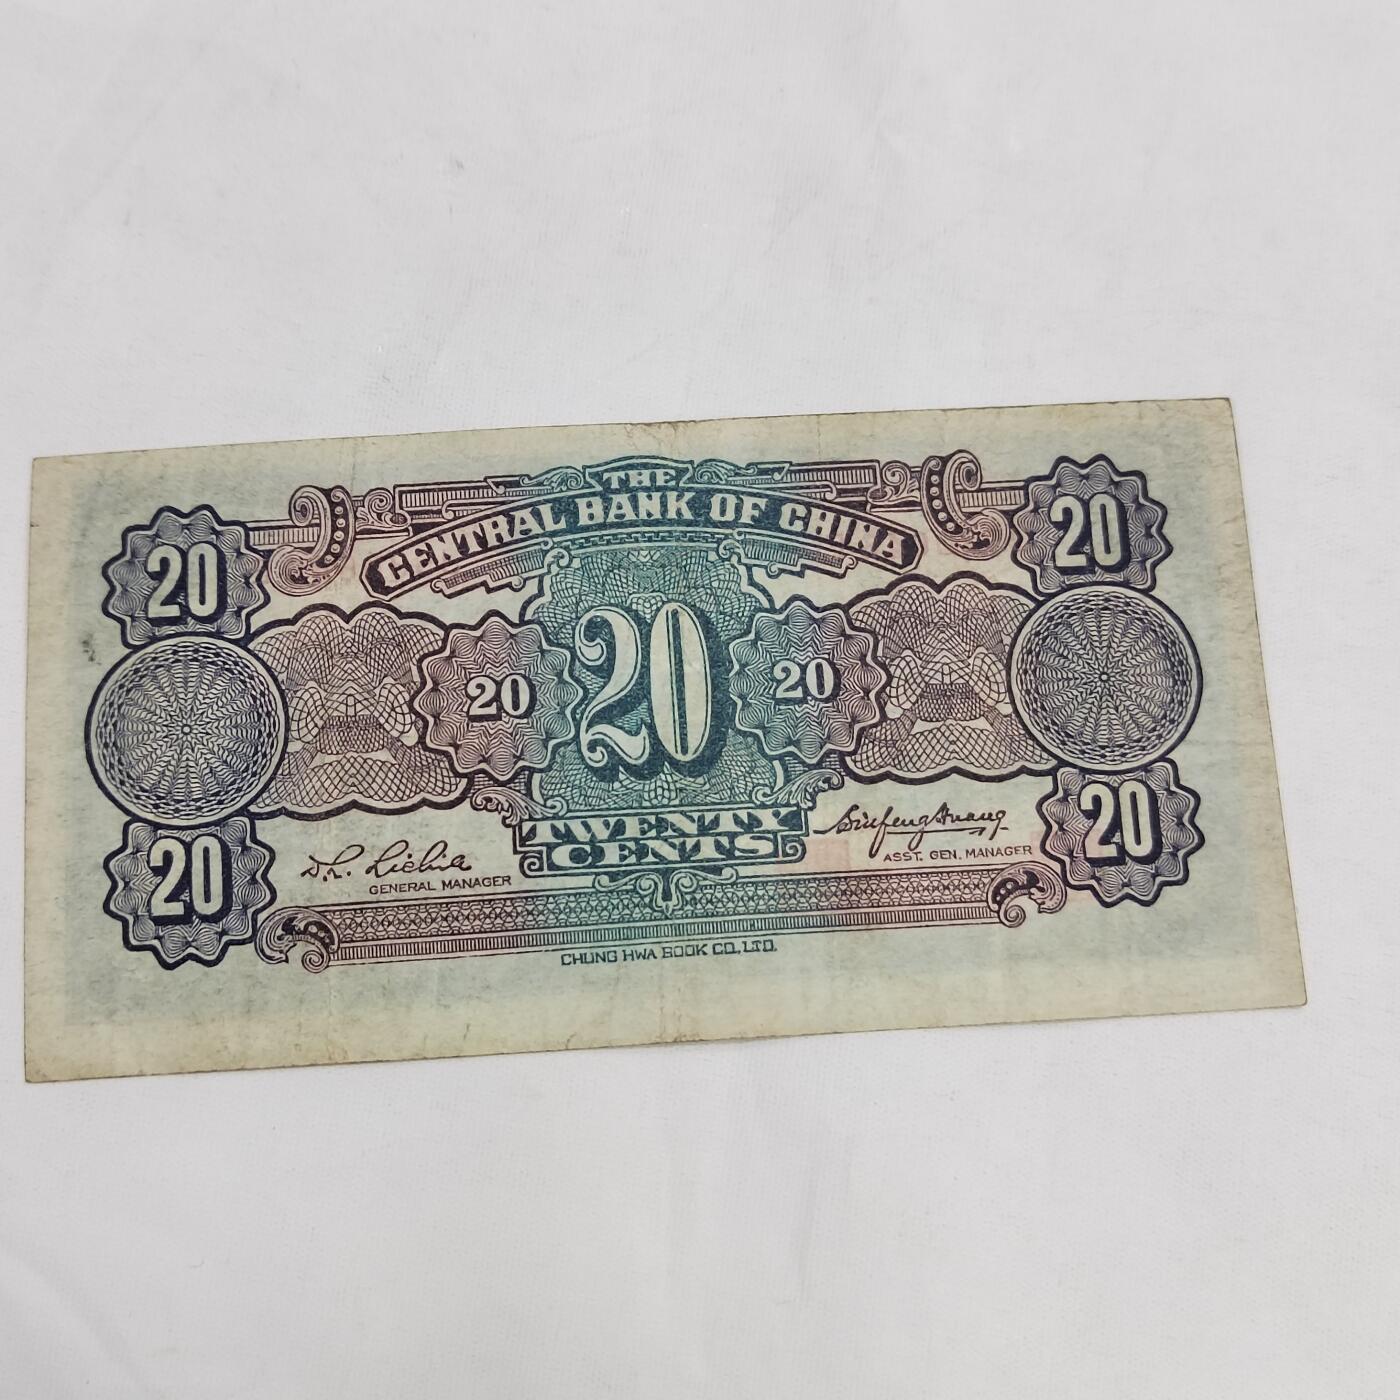 THE
CENTRAL BANK OF CHINA
20
20
20
20
20
TWENTY
CENTS
GENERAL MANAGER
ASST. GEN. MANAGER
20
20
CHUNG HWA BOOK CO., LTD.